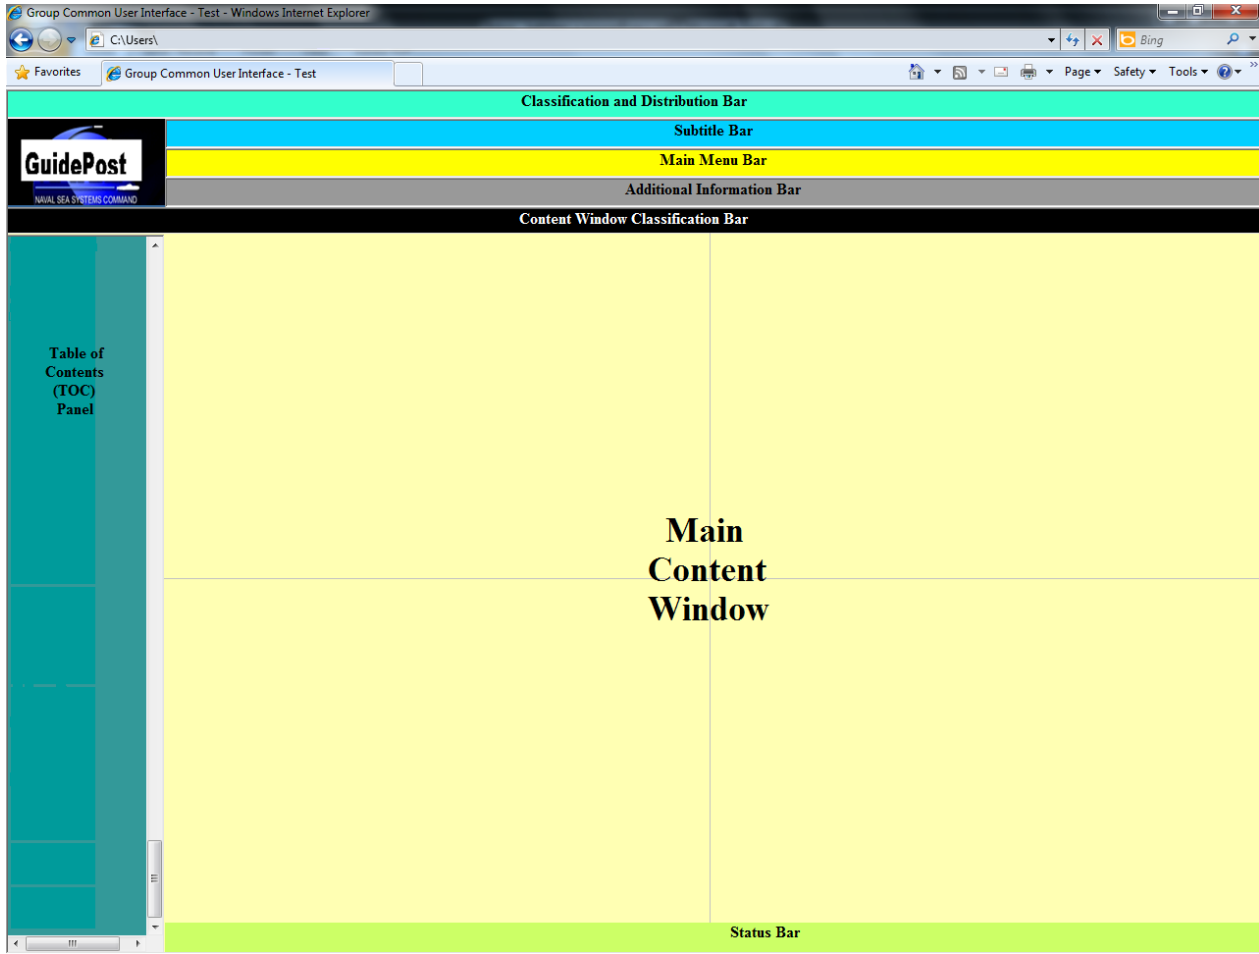 Group Common User Interface - Test - Windows Internet Explorer
C:\Users\
Bing
Favorites
Group Common User Interface - Test
Page
Safety
Tools
Classification and Distribution Bar
GuidePost
NAVAL SEA SYSTEMS COMMAND
Subtitle Bar
Main Menu Bar
Additional Information Bar
Content Window Classification Bar
Table of
Contents
(TOC)
Panel
Main
Content
Window
Status Bar